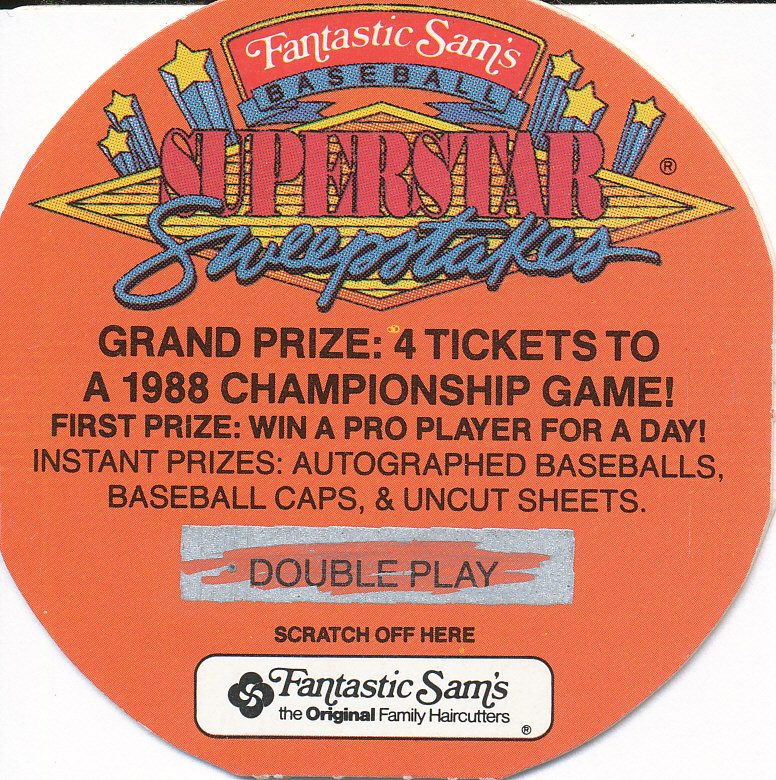 Fantastic Sam's
BASEBALL
SUPERSTAR
®
Sweepstakes
GRAND PRIZE: 4 TICKETS TO
A 1988 CHAMPIONSHIP GAME!
FIRST PRIZE: WIN A PRO PLAYER FOR A DAY!
INSTANT PRIZES: AUTOGRAPHED BASEBALLS,
BASEBALL CAPS, & UNCUT SHEETS.
DOUBLE PLAY
SCRATCH OFF HERE
Fantastic Sam's
the Original Family Haircutters
®